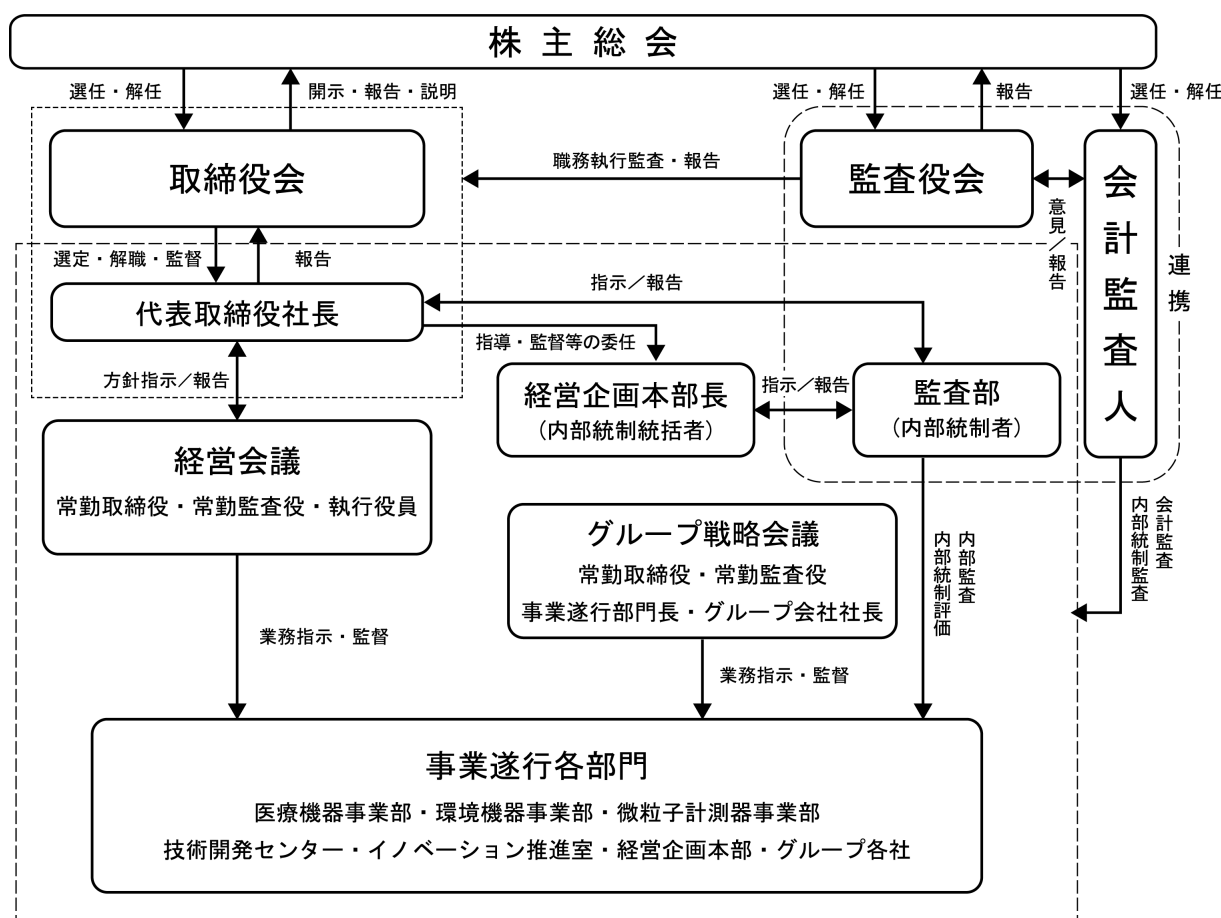 株主総会
選任・解任
開示・報告・説明
選任・解任
報告
選任・解任
取締役会
職務執行監査・報告
監査役会
意見／報告
会計監査人
連携
選定・解職・監督
報告
代表取締役社長
指示／報告
指導・監督等の委任
方針指示／報告
経営企画本部長
（内部統制統括者）
指示／報告
監査部
（内部統制者）
経営会議
常勤取締役・常勤監査役・執行役員
グループ戦略会議
常勤取締役・常勤監査役
事業遂行部門長・グループ会社社長
内部監査
内部統制評価
会計監査
内部統制監査
業務指示・監督
業務指示・監督
事業遂行各部門
医療機器事業部・環境機器事業部・微粒子計測器事業部
技術開発センター・イノベーション推進室・経営企画本部・グループ各社